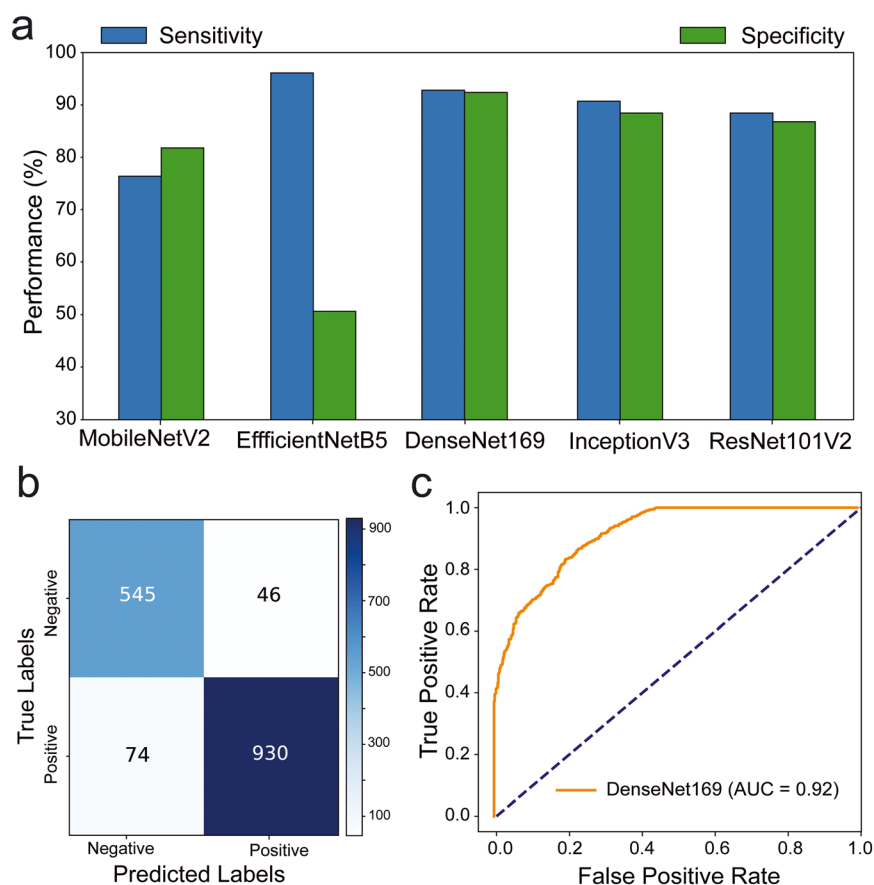 a
Sensitivity
Specificity
100
90
80
70
60
50
40
30
Performance (%)
MobileNetV2
EffficientNetB5
DenseNet169
InceptionV3
ResNet101V2
b
True Labels
Negative
Positive
545
46
74
930
900
700
500
300
100
Negative
Positive
Predicted Labels
c
1.0
0.8
0.6
0.4
0.2
0.0
True Positive Rate
DenseNet169 (AUC = 0.92)
0.0
0.2
0.4
0.6
0.8
1.0
False Positive Rate